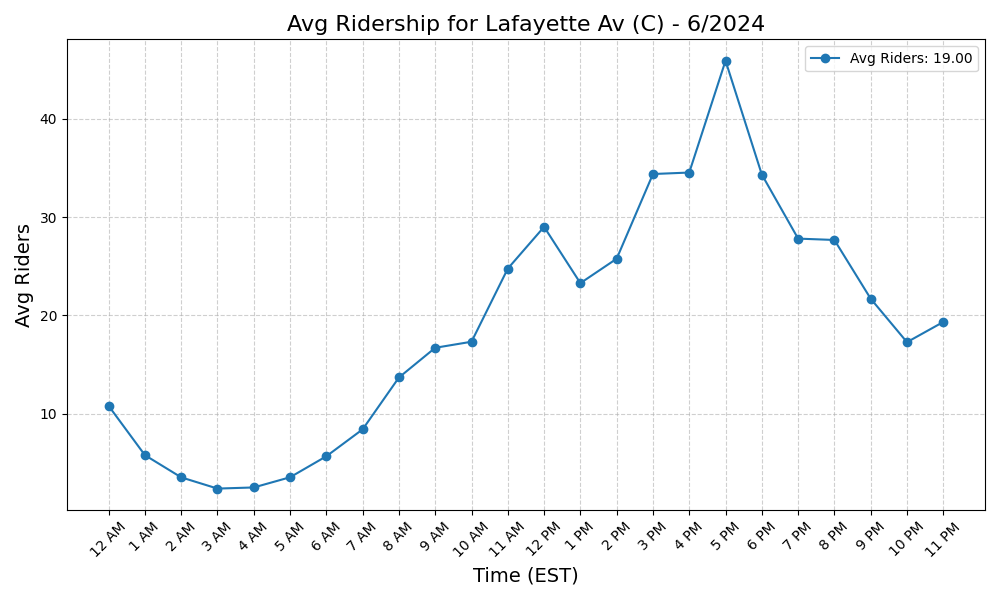 Avg Ridership for Lafayette Av (C) - 6/2024
Avg Riders: 19.00
Avg Riders
40
30
20
10
12 AM
1 AM
2 AM
3 AM
4 AM
5 AM
6 AM
7 AM
8 AM
9 AM
10 AM
11 AM
12 PM
1 PM
2 PM
3 PM
4 PM
5 PM
6 PM
7 PM
8 PM
9 PM
10 PM
11 PM
Time (EST)